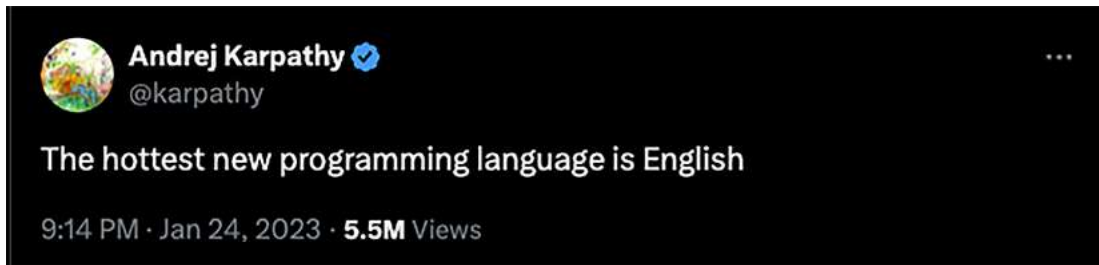 Andrej Karpathy
@karpathy
The hottest new programming language is English
9:14 PM · Jan 24, 2023 · 5.5M Views